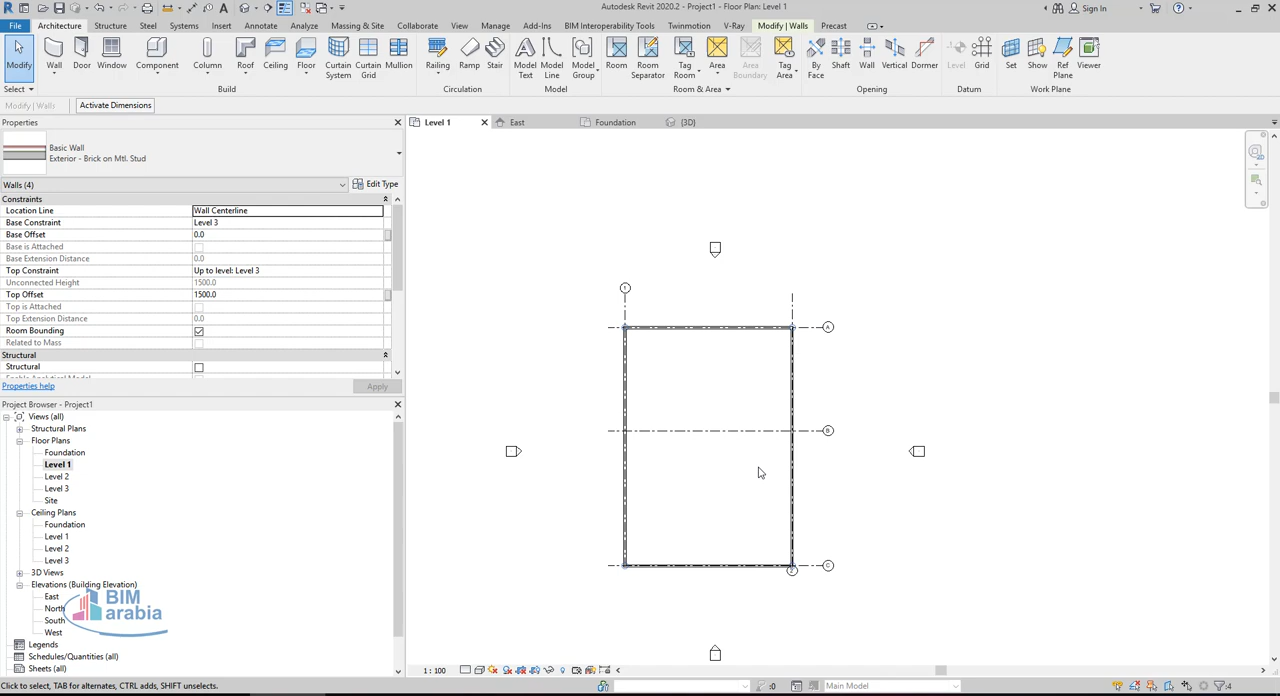 Autodesk Revit 2020.2 - Project1 - Floor Plan: Level 1
Sign In
File Architecture Structure Steel Systems Insert Annotate Analyze Massing & Site Collaborate View Manage Add-Ins BIM Interoperability Tools Twinmotion V-Ray Modify | Walls Precast
Modify Wall Door Window Component Column Roof Ceiling Floor Curtain System Curtain Grid Mullion Railing Ramp Stair Model Text Model Line Model Group Room Room Separator Tag Room Area Area Boundary Tag Area By Face Shaft Wall Vertical Dormer Level Grid Set Show Ref Plane Viewer
Select Build Circulation Model Room & Area Opening Datum Work Plane
Modify | Walls Activate Dimensions
Properties
Level 1 East Foundation {3D}
Basic Wall
Exterior - Brick on Mtl. Stud
Walls (4) Edit Type
Constraints
Location Line Wall Centerline
Base Constraint Level 3
Base Offset 0.0
Base is Attached
Base Extension Distance 0.0
Top Constraint Up to level: Level 3
Unconnected Height 1500.0
Top Offset 1500.0
Top is Attached
Top Extension Distance 0.0
Room Bounding
Related to Mass
Structural
Structural
Properties help Apply
Project Browser - Project1
Views (all)
Structural Plans
Floor Plans
Foundation
Level 1
Level 2
Level 3
Site
Ceiling Plans
Foundation
Level 1
Level 2
Level 3
3D Views
Elevations (Building Elevation)
East
North
South
West
Legends
Schedules/Quantities (all)
Sheets (all)
BIM
arabia
1
A
B
C
2
1 : 100
Click to select, TAB for alternates, CTRL adds, SHIFT unselects.
:0
Main Model
:4